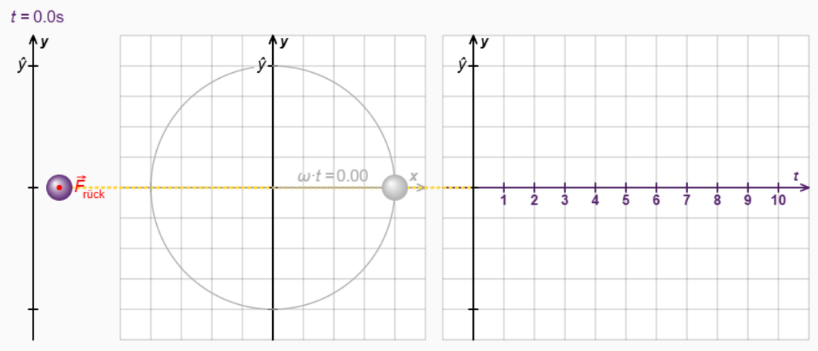 t = 0.0s
y
ŷ
F⃗rück
y
ŷ
ω·t = 0.00
x
y
ŷ
t
1 2 3 4 5 6 7 8 9 10